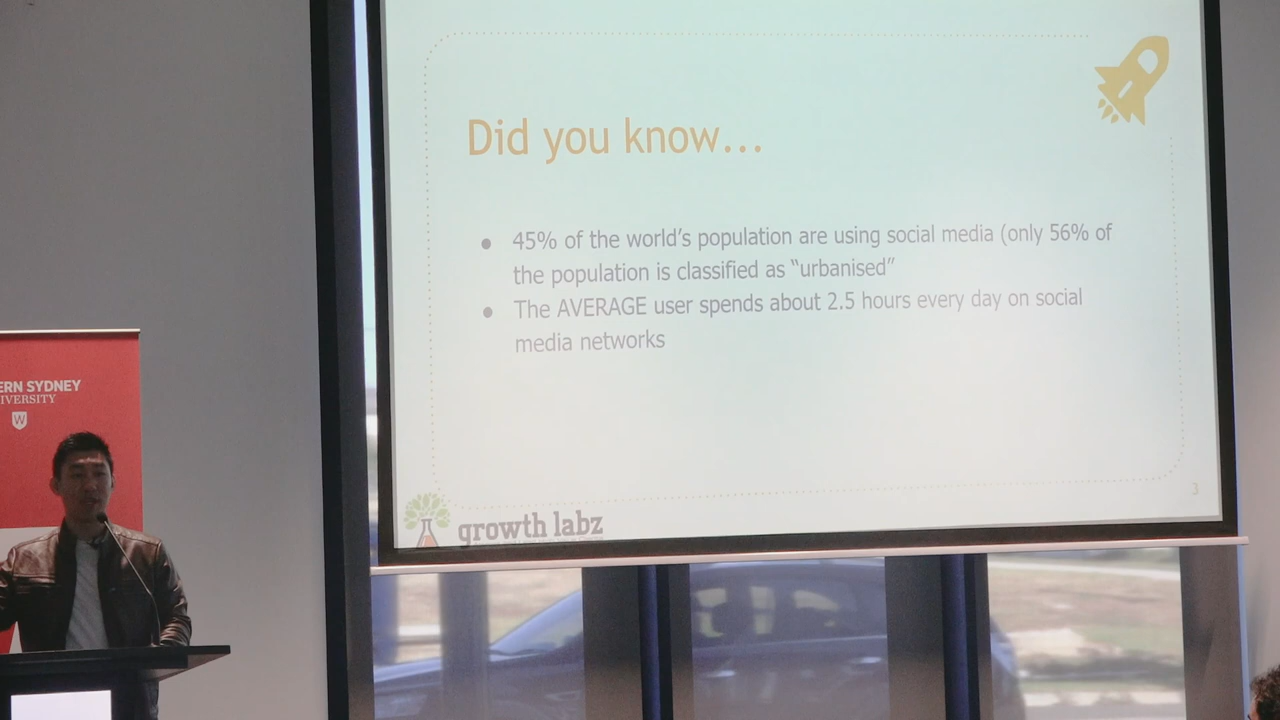 Did you know...
● 45% of the world's population are using social media (only 56% of
the population is classified as "urbanised"
● The AVERAGE user spends about 2.5 hours every day on social
media networks
3
growth labz
ERN SYDNEY
IVERSITY
W